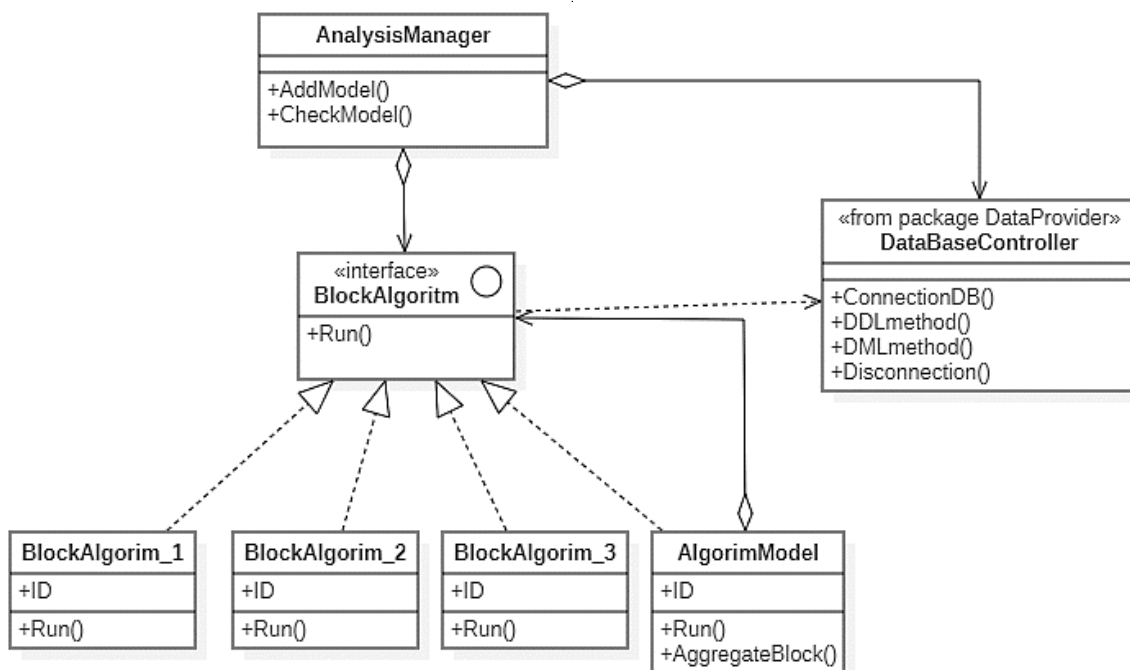 AnalysisManager
+AddModel()
+CheckModel()
«from package DataProvider»
DataBaseController
+ConnectionDB()
+DDLmethod()
+DMLmethod()
+Disconnection()
«interface»
BlockAlgoritm
+Run()
BlockAlgorim_1
+ID
+Run()
BlockAlgorim_2
+ID
+Run()
BlockAlgorim_3
+ID
+Run()
AlgorimModel
+ID
+Run()
+AggregateBlock()